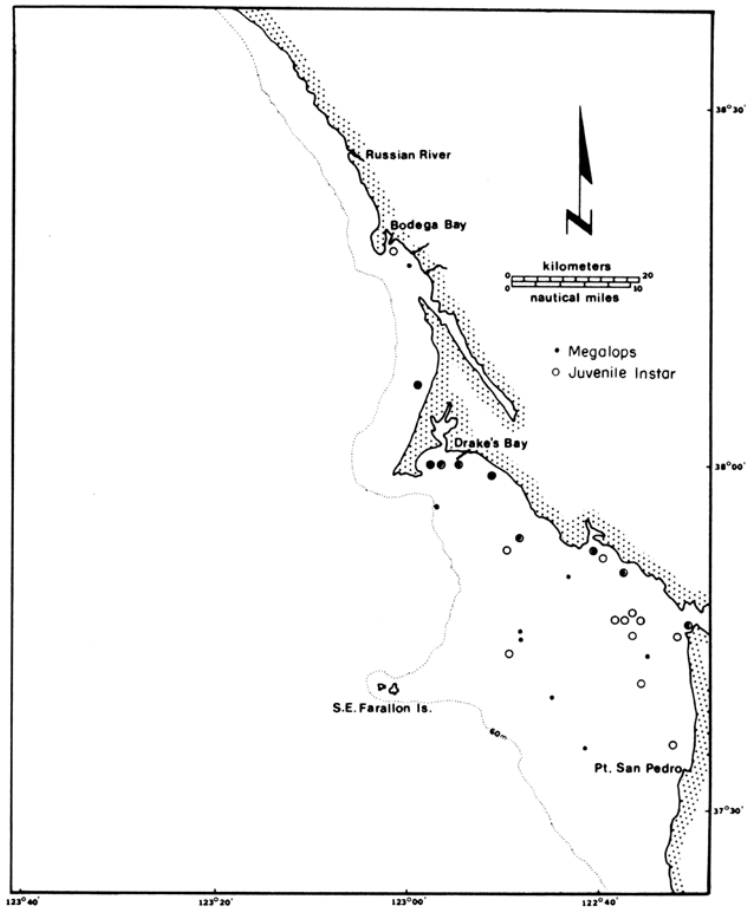 38°30'
Russian River
Bodega Bay
N
kilometers
0 20
0 10
nautical miles
• Megalops
○ Juvenile Instar
Drake's Bay
38°00'
S.E. Farallon Is.
60m
Pt. San Pedro
37°30'
123°40' 123°20' 123°00' 122°40'